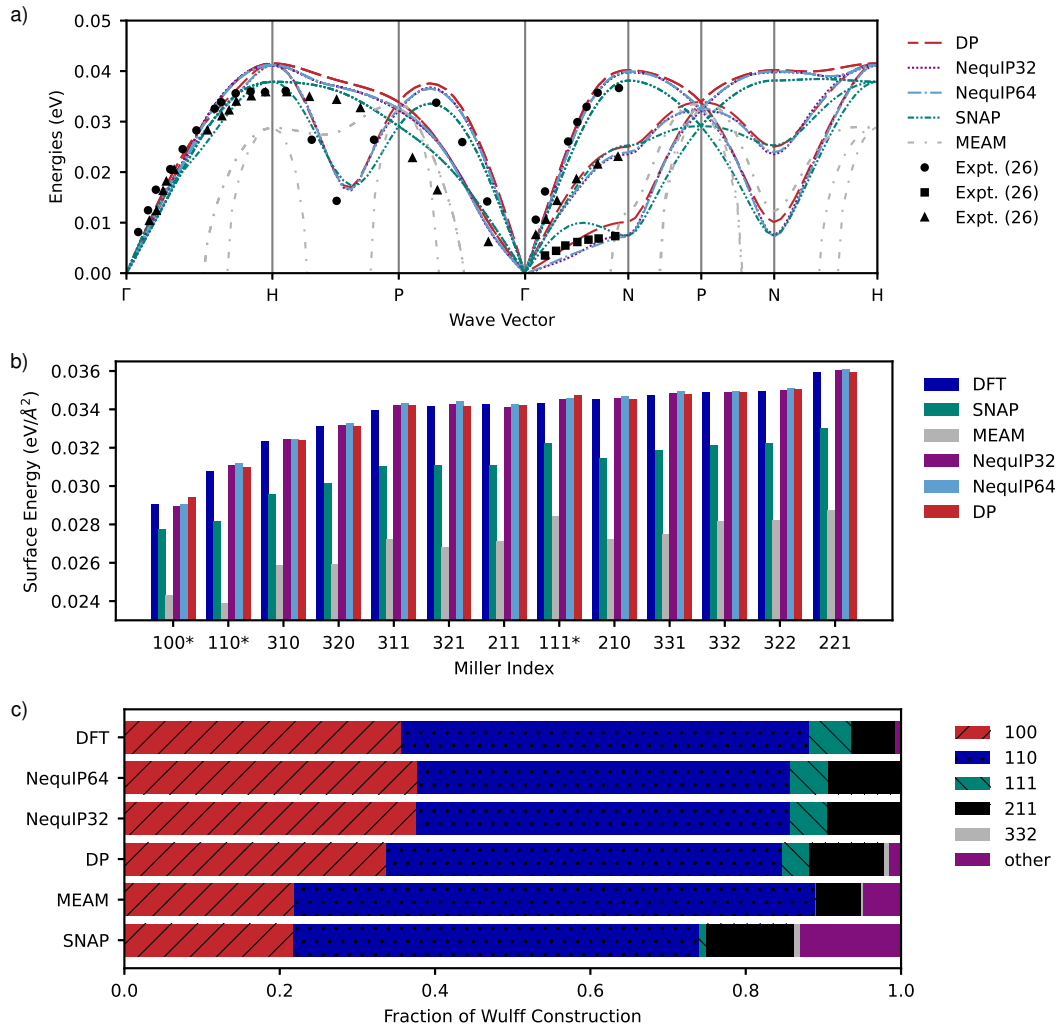 a)
0.05
0.04
0.03
0.02
0.01
0.00
Energies (eV)
Γ H P Γ N P N H
Wave Vector
DP
NequIP32
NequIP64
SNAP
MEAM
Expt. (26)
Expt. (26)
Expt. (26)
b)
0.036
0.034
0.032
0.030
0.028
0.026
0.024
Surface Energy (eV/Å²)
100* 110* 310 320 311 321 211 111* 210 331 332 322 221
Miller Index
DFT
SNAP
MEAM
NequIP32
NequIP64
DP
c)
DFT
NequIP64
NequIP32
DP
MEAM
SNAP
0.0 0.2 0.4 0.6 0.8 1.0
Fraction of Wulff Construction
100
110
111
211
332
other